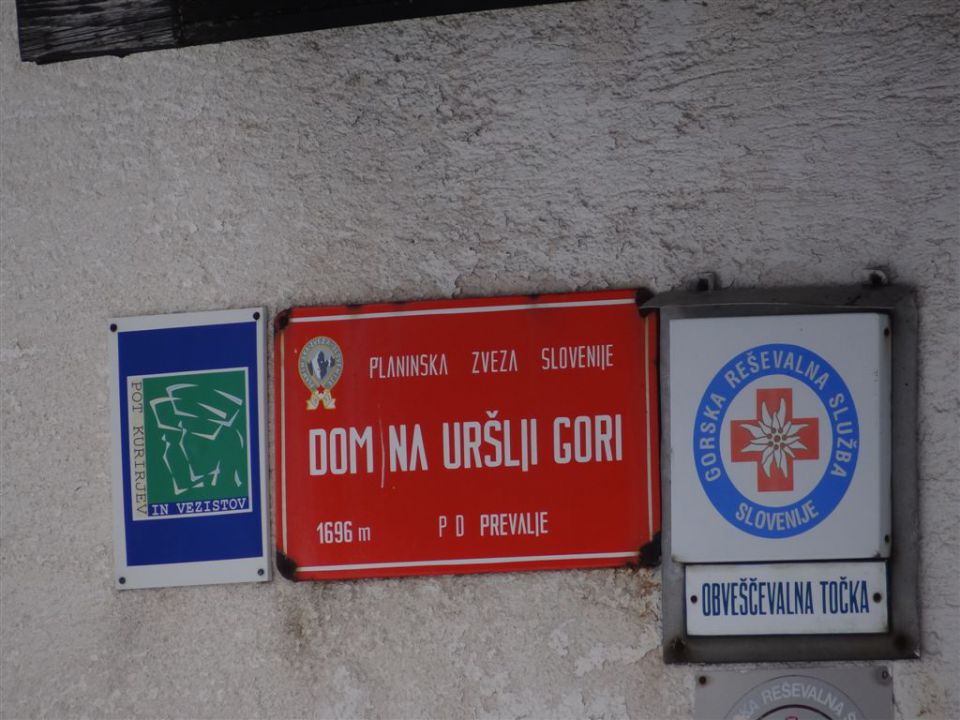 POT KURIRJEV
IN VEZISTOV
PLANINSKA ZVEZA SLOVENIJE
DOM NA URŠLJI GORI
1696 m
P D PREVALJE
GORSKA REŠEVALNA SLUŽBA
SLOVENIJE
OBVEŠČEVALNA TOČKA
REŠEVALNA